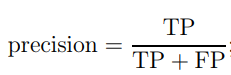 precision = TP / TP + FP;